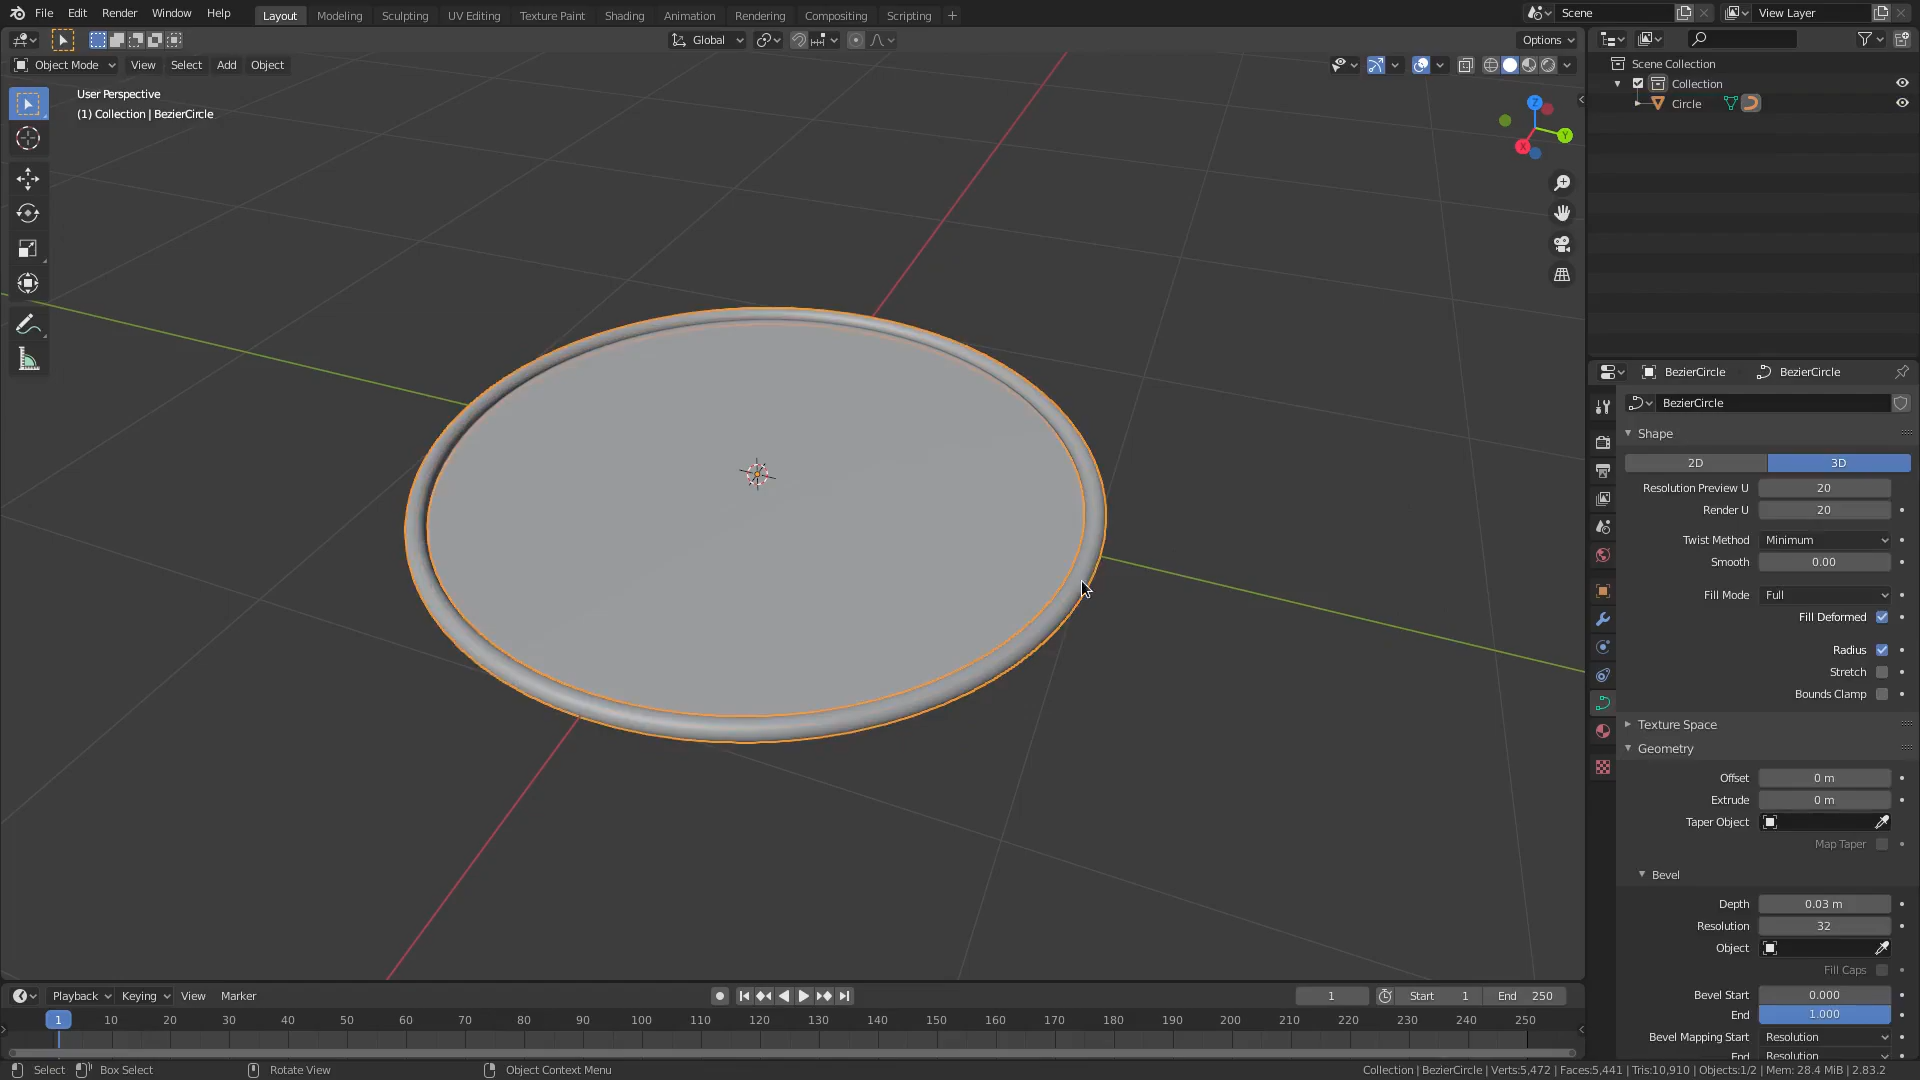 File Edit Render Window Help Layout Modeling Sculpting UV Editing Texture Paint Shading Animation Rendering Compositing Scripting + Scene View Layer
Global Options
Object Mode View Select Add Object
User Perspective
(1) Collection | BezierCircle
Z
Y
X
Scene Collection
Collection
Circle
BezierCircle BezierCircle
BezierCircle
Shape
2D 3D
Resolution Preview U 20
Render U 20
Twist Method Minimum
Smooth 0.00
Fill Mode Full
Fill Deformed
Radius
Stretch
Bounds Clamp
Texture Space
Geometry
Offset 0 m
Extrude 0 m
Taper Object
Map Taper
Bevel
Depth 0.03 m
Resolution 32
Object
Fill Caps
Bevel Start 0.000
End 1.000
Bevel Mapping Start Resolution
End Resolution
Playback Keying View Marker 1 Start 1 End 250
1 10 20 30 40 50 60 70 80 90 100 110 120 130 140 150 160 170 180 190 200 210 220 230 240 250
Select Box Select Rotate View Object Context Menu Collection | BezierCircle | Verts:5,472 | Faces:5,441 | Tris:10,910 | Objects:1/2 | Mem: 28.4 MiB | 2.83.2